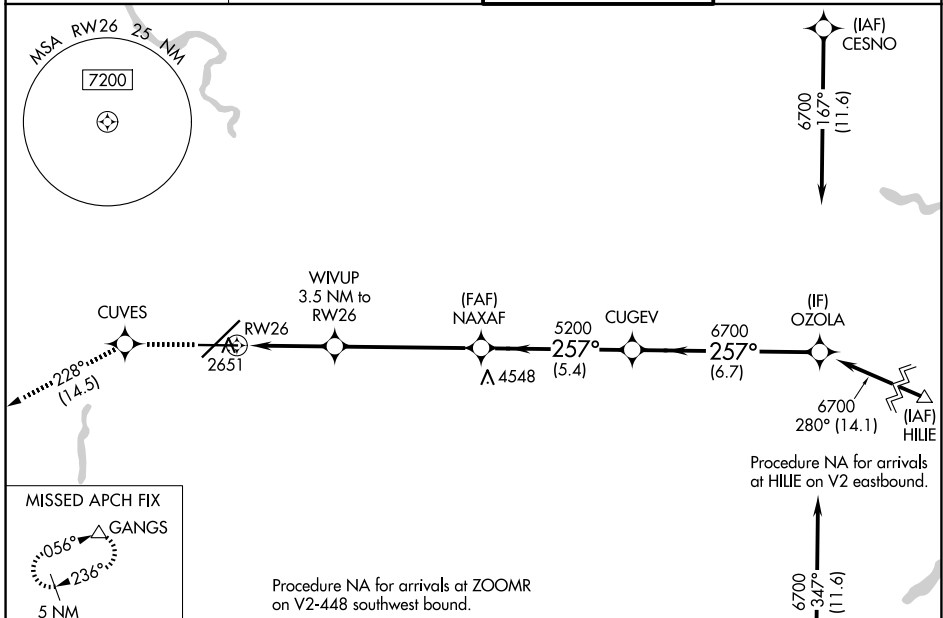 MSA RW26 25 NM
7200
(IAF)
CESNO
6700
167°
(11.6)
CUVES
RW26
2651
WIVUP
3.5 NM to
RW26
(FAF)
NAXAF
4548
5200
257°
(5.4)
CUGEV
6700
257°
(6.7)
(IF)
OZOLA
6700
280° (14.1)
(IAF)
HILIE
228°
(14.5)
Procedure NA for arrivals
at HILIE on V2 eastbound.
MISSED APCH FIX
GANGS
056°
236°
5 NM
Procedure NA for arrivals at ZOOMR
on V2-448 southwest bound.
6700
347°
(11.6)